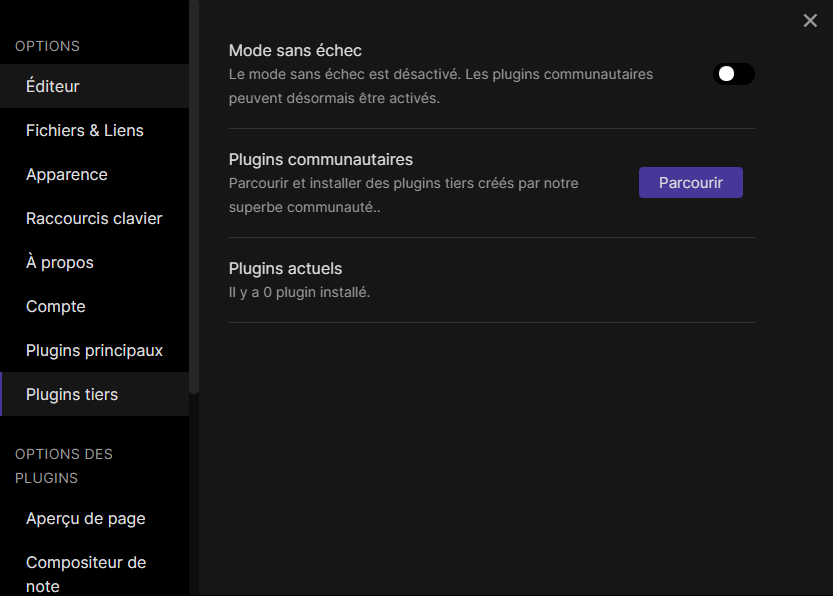 OPTIONS
Éditeur
Fichiers & Liens
Apparence
Raccourcis clavier
À propos
Compte
Plugins principaux
Plugins tiers
OPTIONS DES
PLUGINS
Aperçu de page
Compositeur de
note
Mode sans échec
Le mode sans échec est désactivé. Les plugins communautaires
peuvent désormais être activés.
Plugins communautaires
Parcourir et installer des plugins tiers créés par notre
superbe communauté..
Parcourir
Plugins actuels
Il y a 0 plugin installé.